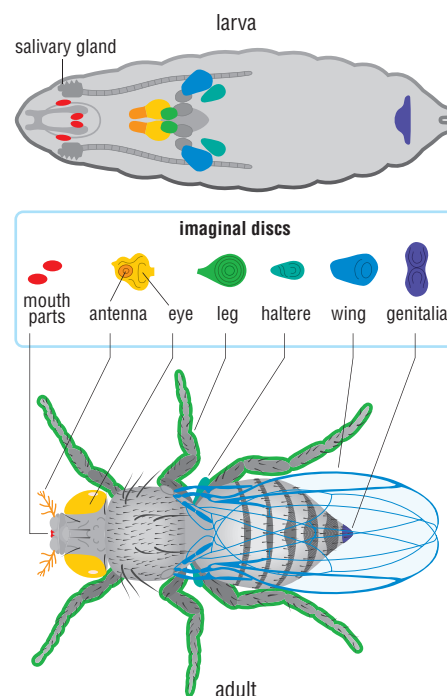 larva
salivary gland
imaginal discs
mouth parts
antenna
eye
leg
haltere
wing
genitalia
adult